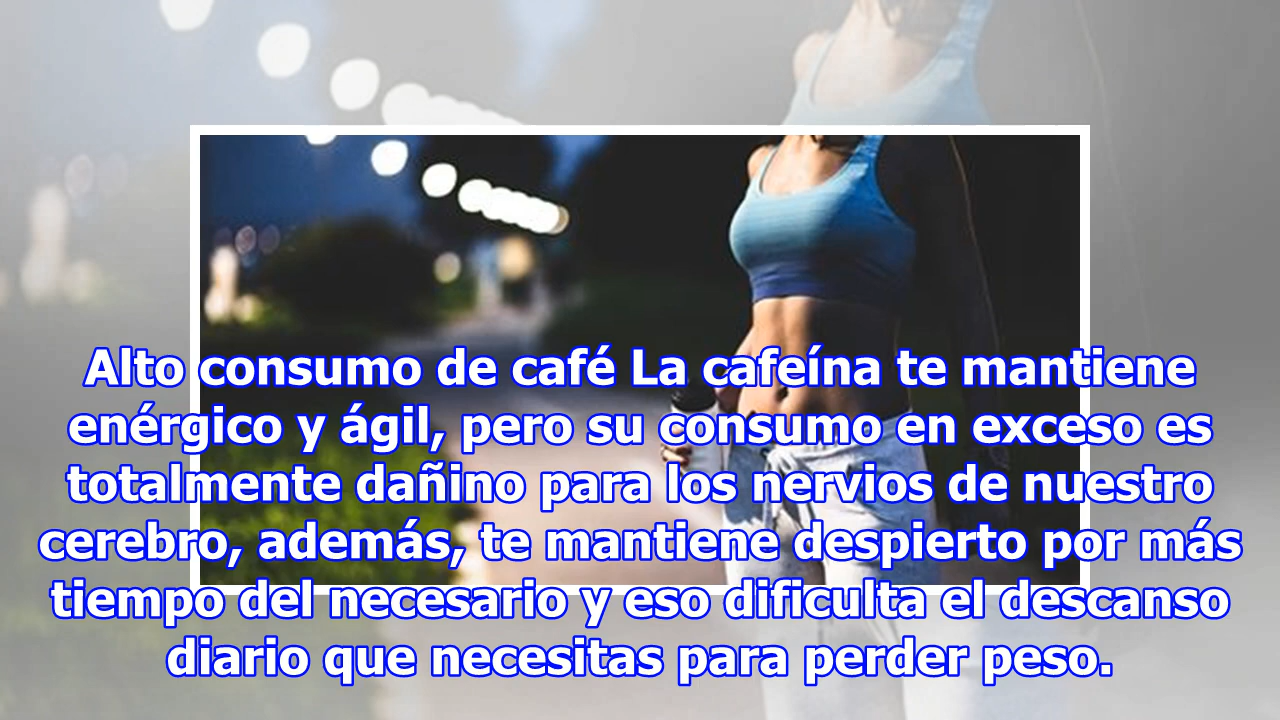 Alto consumo de café La cafeína te mantiene
enérgico y ágil, pero su consumo en exceso es
totalmente dañino para los nervios de nuestro
cerebro, además, te mantiene despierto por más
tiempo del necesario y eso dificulta el descanso
diario que necesitas para perder peso.